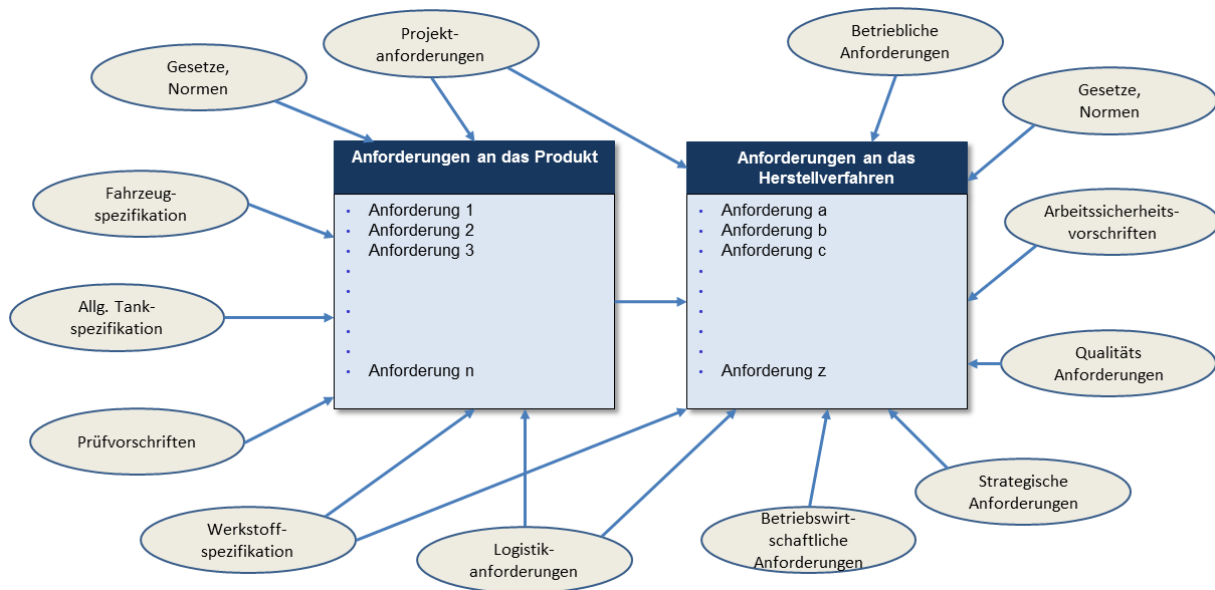 Projekt-
anforderungen
Betriebliche
Anforderungen
Gesetze,
Normen
Gesetze,
Normen
Anforderungen an das Produkt
Anforderungen an das
Herstellverfahren
Fahrzeug-
spezifikation
• Anforderung 1
• Anforderung 2
• Anforderung 3
•
•
•
•
•
• Anforderung n
• Anforderung a
• Anforderung b
• Anforderung c
•
•
•
•
•
• Anforderung z
Arbeitssicherheits-
vorschriften
Allg. Tank-
spezifikation
Qualitäts
Anforderungen
Prüfvorschriften
Strategische
Anforderungen
Werkstoff-
spezifikation
Logistik-
anforderungen
Betriebswirt-
schaftliche
Anforderungen